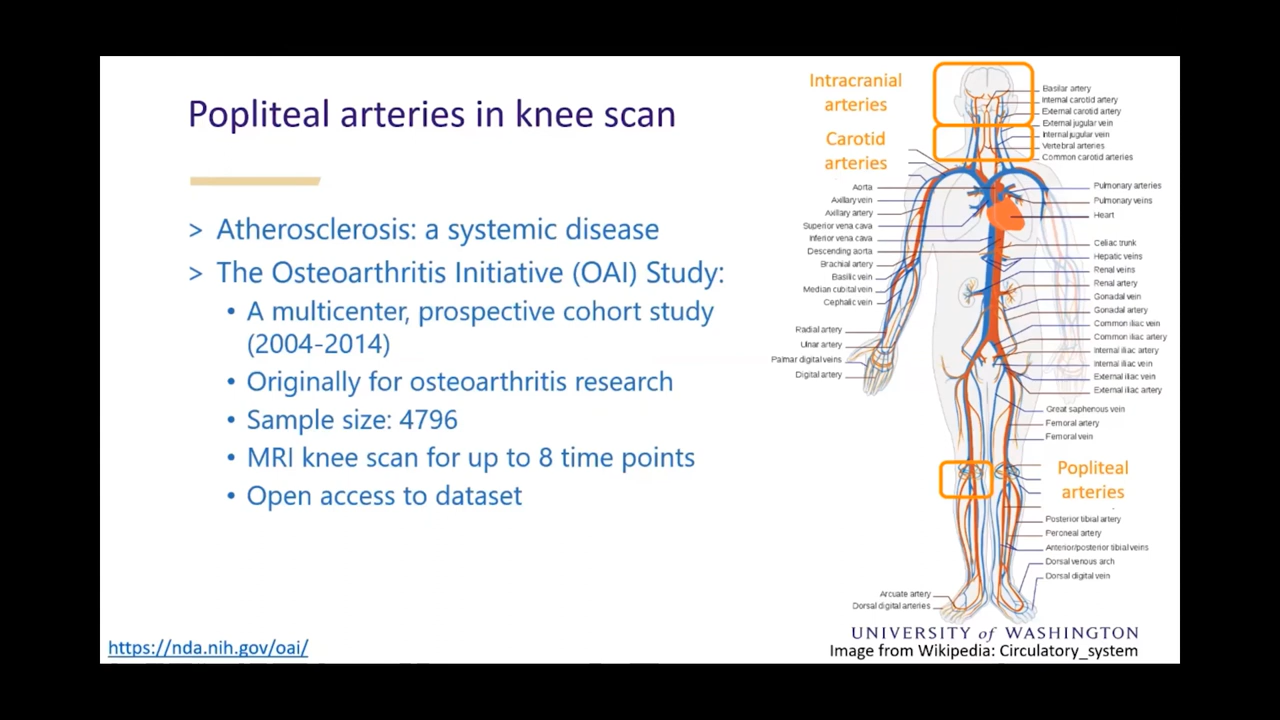 Popliteal arteries in knee scan
> Atherosclerosis: a systemic disease
> The Osteoarthritis Initiative (OAI) Study:
• A multicenter, prospective cohort study
(2004-2014)
• Originally for osteoarthritis research
• Sample size: 4796
• MRI knee scan for up to 8 time points
• Open access to dataset
https://nda.nih.gov/oai/
Intracranial
arteries
Carotid
arteries
Aorta
Axillary vein
Axillary artery
Superior vena cava
Inferior vena cava
Descending aorta
Brachial artery
Basilic vein
Median cubital vein
Cephalic vein
Radial artery
Ulnar artery
Palmar digital veins
Digital artery
Basilar artery
Internal carotid artery
External carotid artery
External jugular vein
Internal jugular vein
Vertebral arteries
Common carotid arteries
Pulmonary arteries
Pulmonary veins
Heart
Celiac trunk
Hepatic veins
Renal veins
Renal artery
Gonadal vein
Gonadal artery
Common iliac vein
Common iliac artery
Internal iliac artery
Internal iliac vein
External iliac vein
External iliac artery
Great saphenous vein
Femoral artery
Femoral vein
Popliteal
arteries
Posterior tibial artery
Peroneal artery
Anterior/posterior tibial veins
Dorsal venous arch
Dorsal digital vein
Arcuate artery
Dorsal digital arteries
UNIVERSITY of WASHINGTON
Image from Wikipedia: Circulatory_system